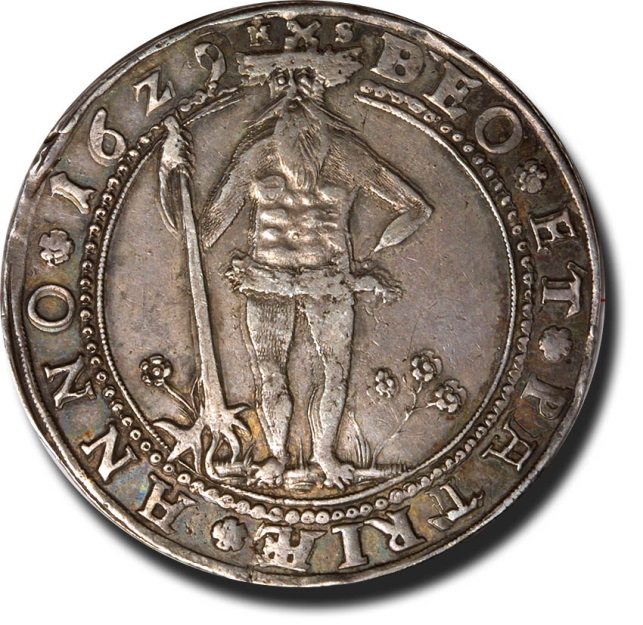 H S
DEO ET PATRIÆ ANNO 1629